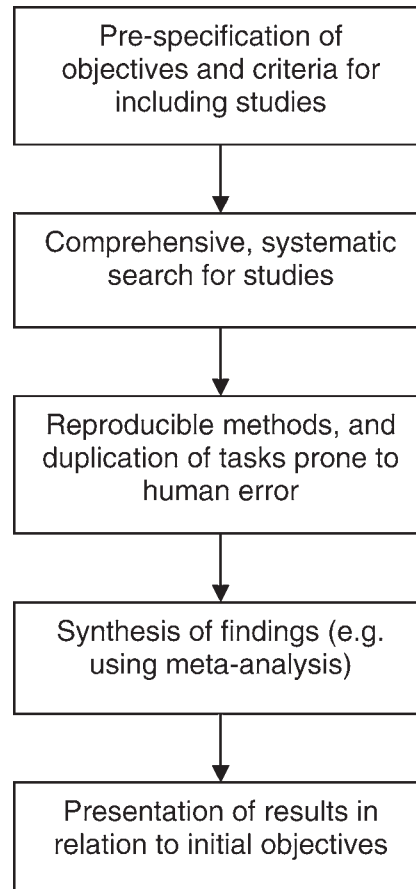 Pre-specification of
objectives and criteria for
including studies
Comprehensive, systematic
search for studies
Reproducible methods, and
duplication of tasks prone to
human error
Synthesis of findings (e.g.
using meta-analysis)
Presentation of results in
relation to initial objectives